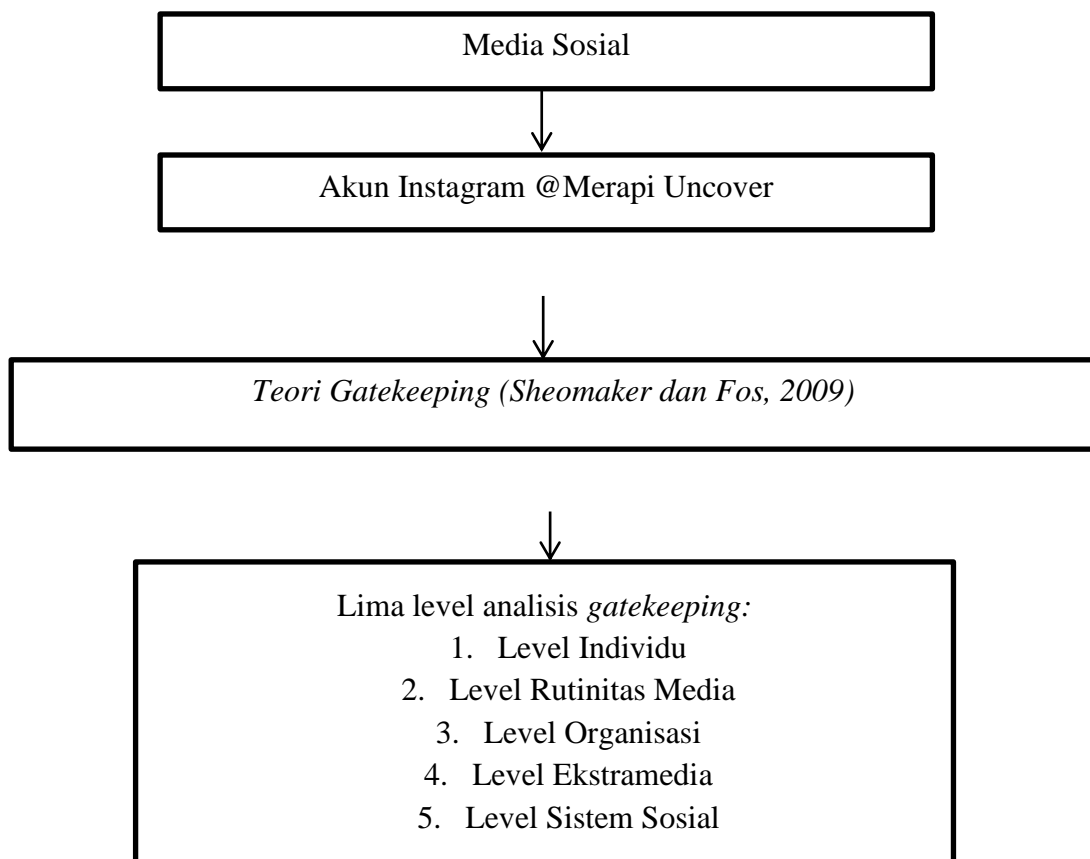 Media Sosial
Akun Instagram @Merapi Uncover
Teori Gatekeeping (Sheomaker dan Fos, 2009)
Lima level analisis gatekeeping:
1. Level Individu
2. Level Rutinitas Media
3. Level Organisasi
4. Level Ekstramedia
5. Level Sistem Sosial